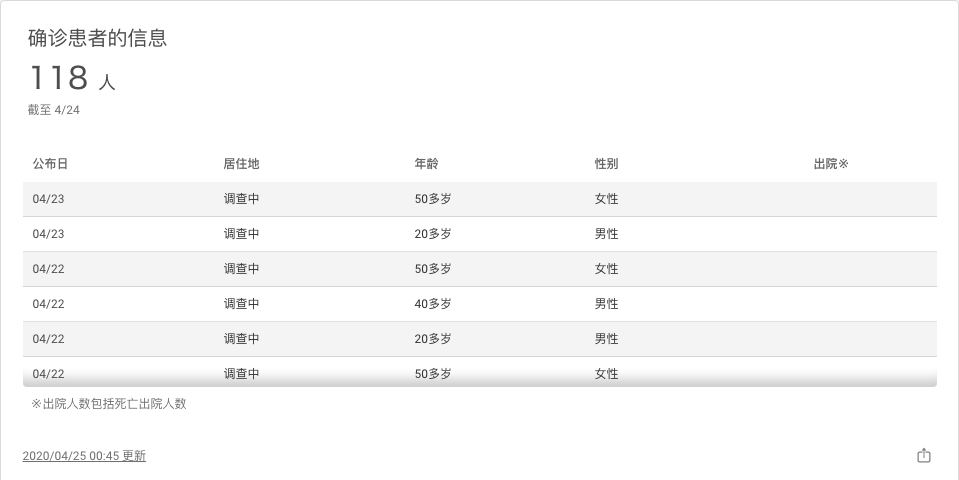 确诊患者的信息
118 人
截至 4/24
公布日 居住地 年龄 性别 出院※
04/23 调查中 50多岁 女性
04/23 调查中 20多岁 男性
04/22 调查中 50多岁 女性
04/22 调查中 40多岁 男性
04/22 调查中 20多岁 男性
04/22 调查中 50多岁 女性
※出院人数包括死亡出院人数
2020/04/25 00:45 更新